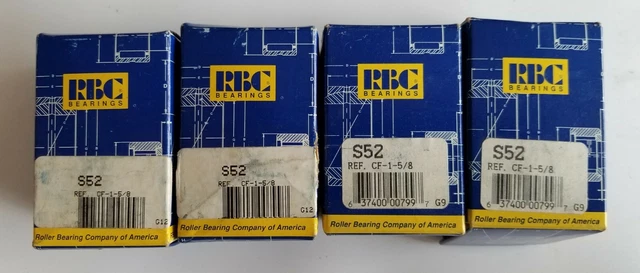 RBC
BEARINGS
S52
REF. CF-1-5/8
G12
Roller Bearing Company of America
RBC
BEARINGS
S52
REF. CF-1-5/8
G12
Roller Bearing Company of America
RBC
BEARINGS
S52
REF. CF-1-5/8
6 37400 00799 7 G9
Roller Bearing Company of America
RBC
BEARINGS
S52
REF. CF-1-5/8
6 37400 00799 7 G9
Roller Bearing Company of America